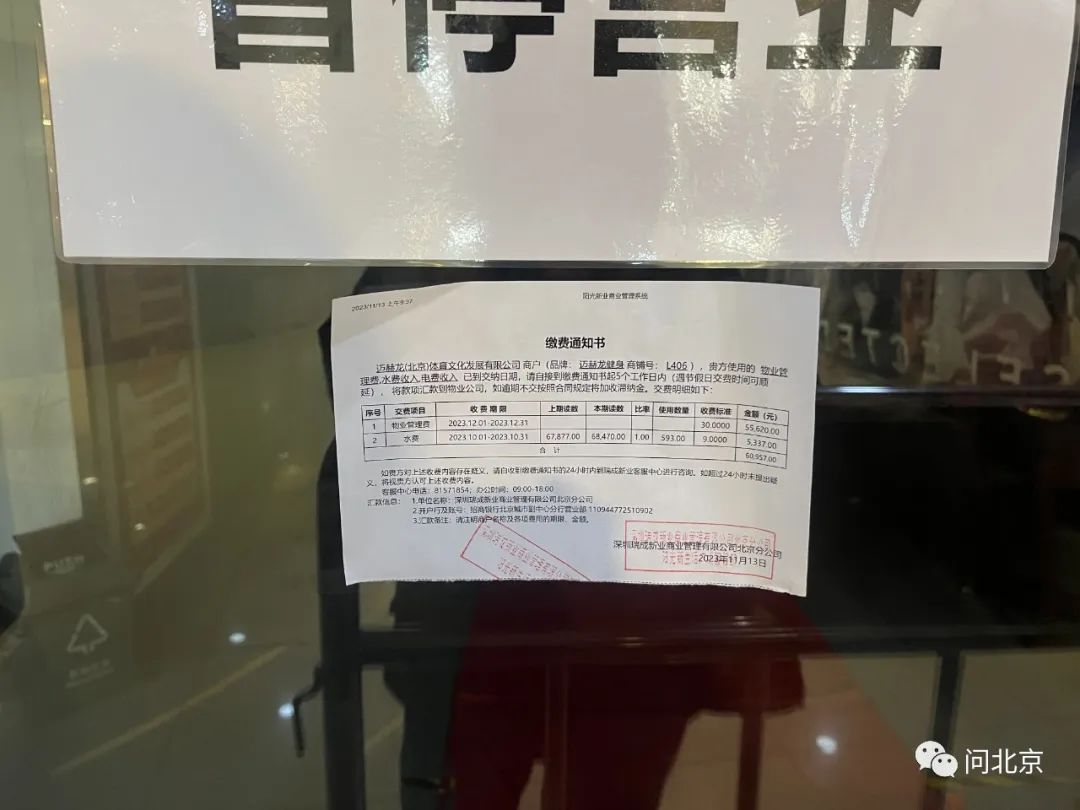 暂停营业
2023/11/13 上午9:37
阳光新业商业管理系统
缴费通知书
迈赫龙(北京)体育文化发展有限公司 商户（品牌： 迈赫龙健身 商铺号： L406 ），贵方使用的 物业管
理费,水费收入,电费收入 已到交纳日期，请自接到缴费通知书起5个工作日内（遇节假日交费时间可顺
延），将款项汇款到物业公司，如逾期不交按照合同规定将加收滞纳金。交费明细如下：
序号 交费项目 收 费 期 限 上期读数 本期读数 比率 使用数量 收费标准 金额（元）
1 物业管理费 2023.12.01-2023.12.31 30.0000 55,620.00
2 水费 2023.10.01-2023.10.31 67,877.00 68,470.00 1.00 593.00 9.0000 5,337.00
合 计 60,957.00
如贵方对上述收费内容存在疑义，请自收到缴费通知书的24小时内到瑞成新业客服中心进行咨询。如超过24小时未提出疑
义，将视贵方认可上述收费内容。
客服中心电话：81571854；办公时间：09:00-18:00
汇款信息： 1.单位名称：深圳瑞成新业商业管理有限公司北京分公司
2.开户行及账号：招商银行北京城市副中心分行营业部 110944772510902
3.汇款备注：请注明商户名称及各项费用的期限、金额。
深圳瑞成新业商业管理有限公司北京分公司
2023年11月13日
问北京